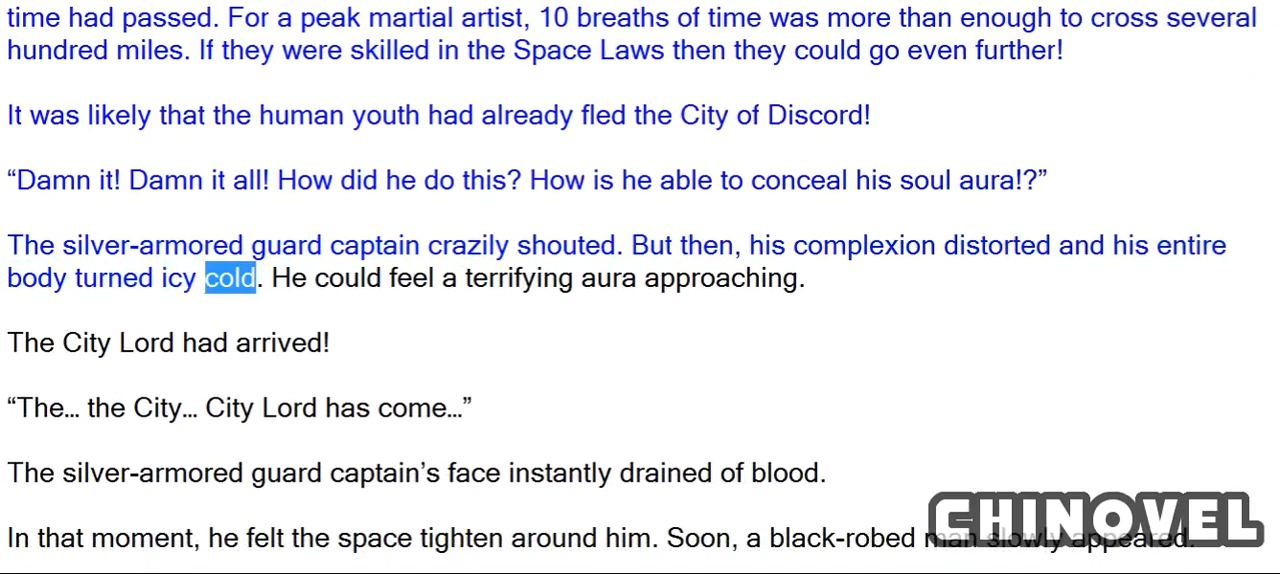 time had passed. For a peak martial artist, 10 breaths of time was more than enough to cross several
hundred miles. If they were skilled in the Space Laws then they could go even further!
It was likely that the human youth had already fled the City of Discord!
“Damn it! Damn it all! How did he do this? How is he able to conceal his soul aura!?”
The silver-armored guard captain crazily shouted. But then, his complexion distorted and his entire
body turned icy cold. He could feel a terrifying aura approaching.
The City Lord had arrived!
“The… the City… City Lord has come…”
The silver-armored guard captain’s face instantly drained of blood.
In that moment, he felt the space tighten around him. Soon, a black-robed man slowly appeared.
CHINOVEL